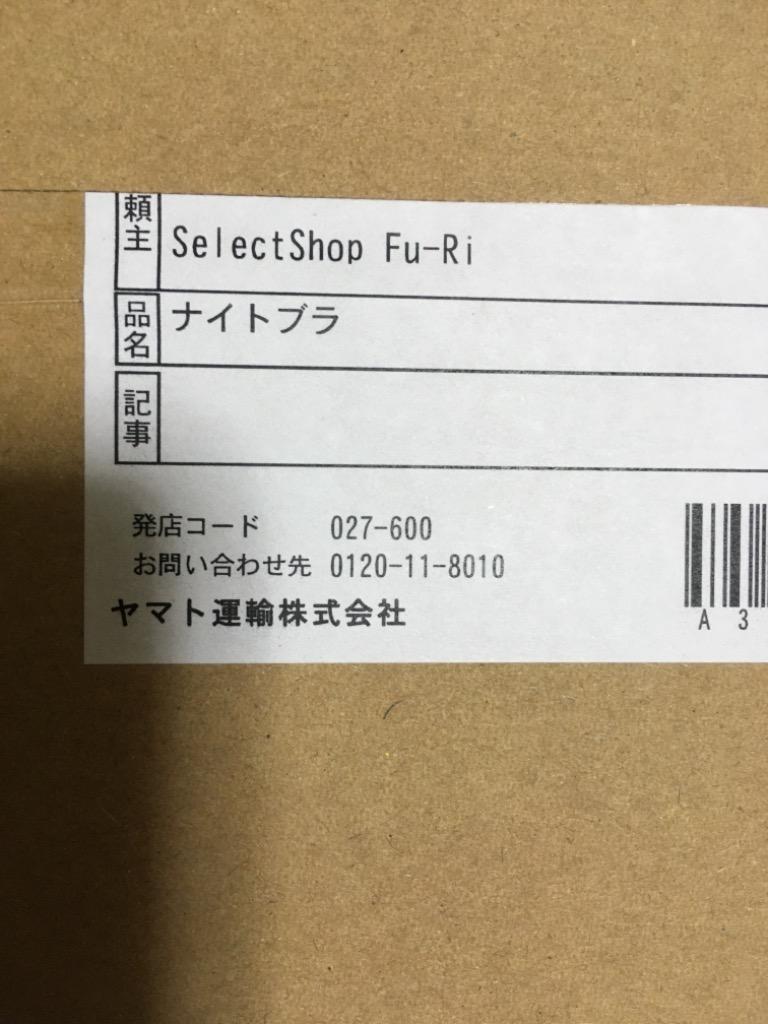 頼主 SelectShop Fu-Ri
品名 ナイトブラ
記事
発店コード 027-600
お問い合わせ先 0120-11-8010
ヤマト運輸株式会社
A 3